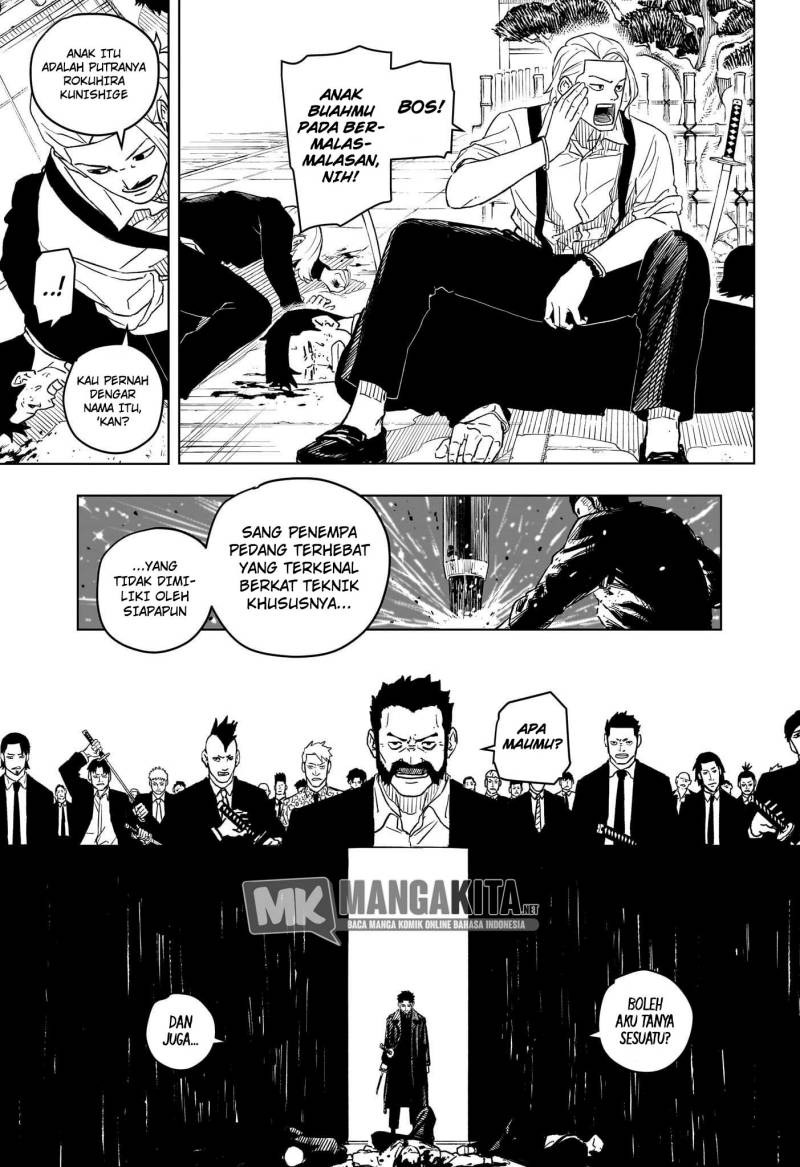 BOS!
ANAK
BUAHMU
PADA BER-
MALAS-
MALASAN,
NIH!
ANAK ITU
ADALAH PUTRANYA
ROKUHIRA
KUNISHIGE
..!
KAU PERNAH
DENGAR
NAMA ITU,
'KAN?
SANG PENEMPA
PEDANG TERHEBAT
YANG TERKENAL
BERKAT TEKNIK
KHUSUSNYA...
...YANG
TIDAK DIMI-
LIKI OLEH
SIAPAPUN
APA
MAUMU?
MK MANGAKITA.NET
BACA MANGA KOMIK ONLINE BAHASA INDONESIA
BOLEH
AKU TANYA
SESUATU?
DAN
JUGA...